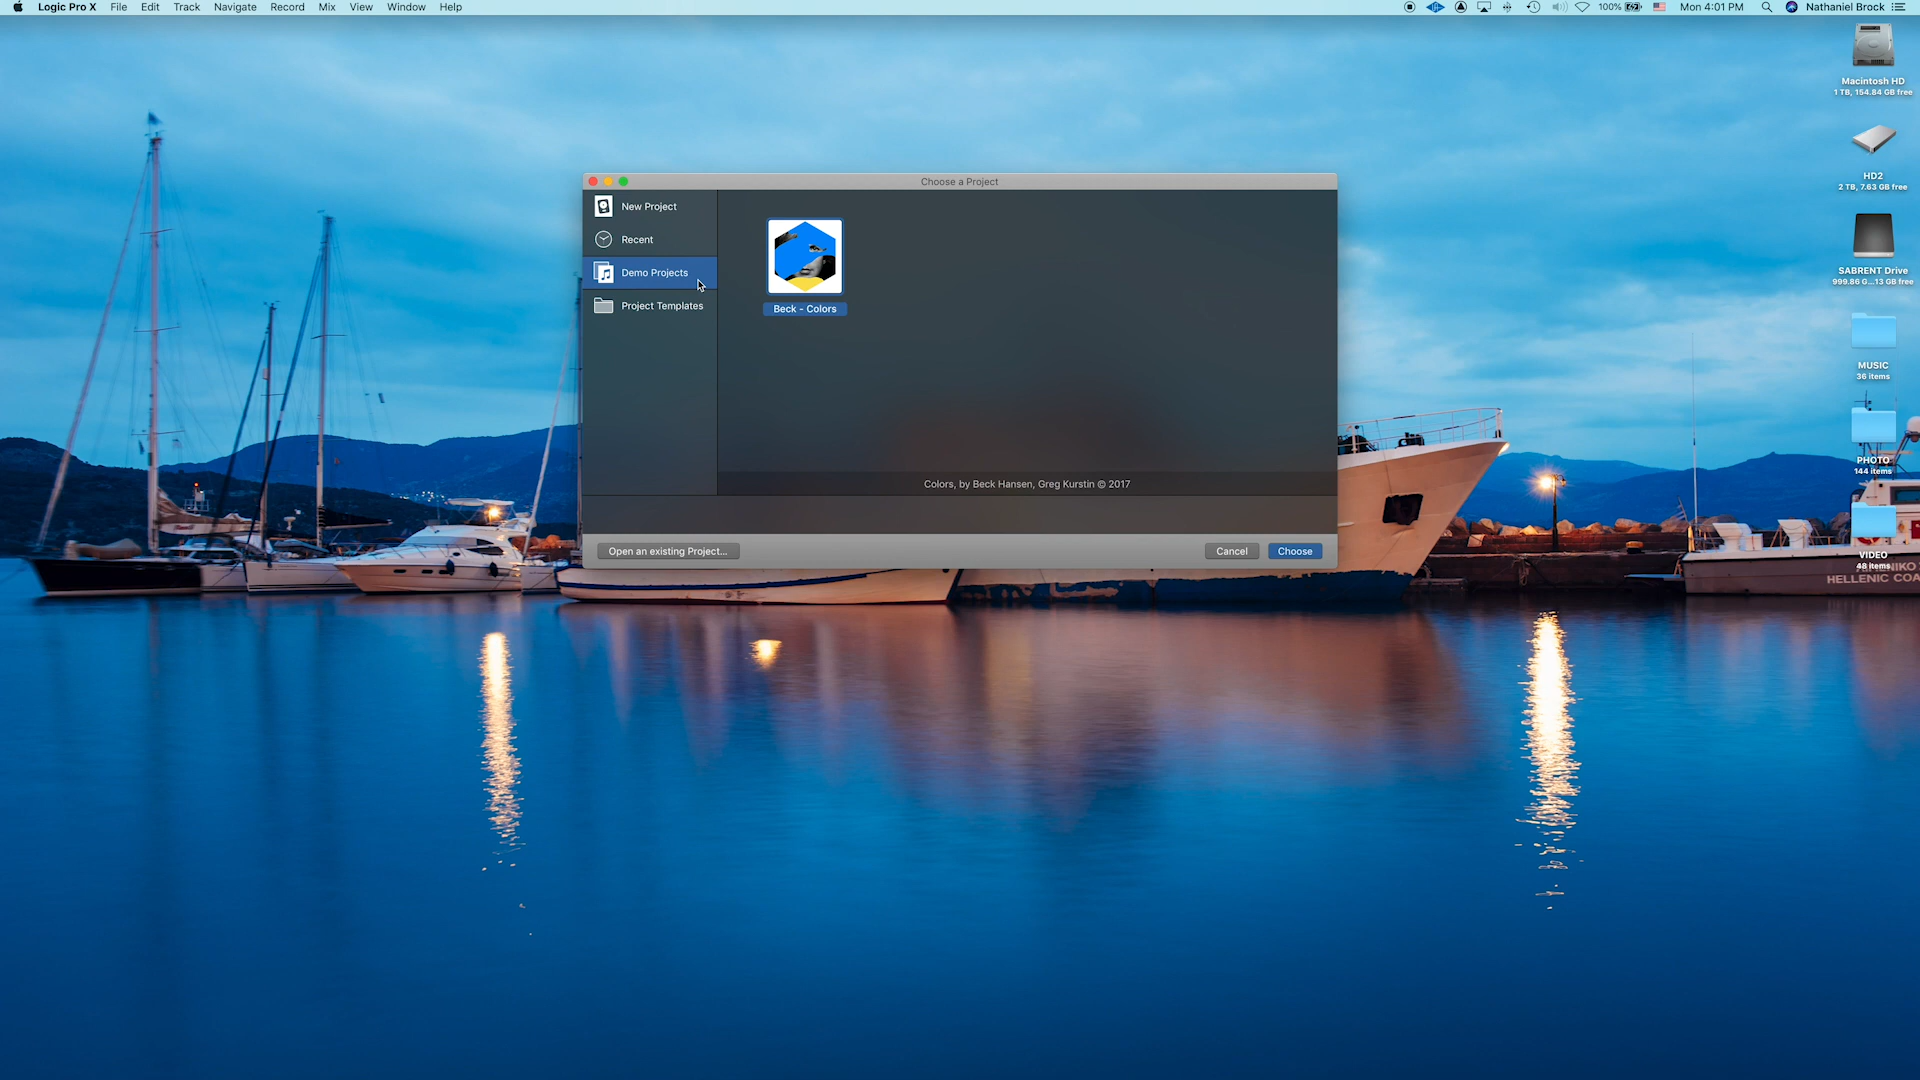 Logic Pro X File Edit Track Navigate Record Mix View Window Help
100% Mon 4:01 PM Nathaniel Brock
Macintosh HD
1 TB, 154.84 GB free
HD2
2 TB, 7.63 GB free
SABRENT Drive
999.86 G...13 GB free
MUSIC
36 items
PHOTO
144 items
VIDEO
48 items
HELLENIC COA
Choose a Project
New Project
Recent
Demo Projects
Project Templates
Beck - Colors
Colors, by Beck Hansen, Greg Kurstin © 2017
Open an existing Project...
Cancel
Choose